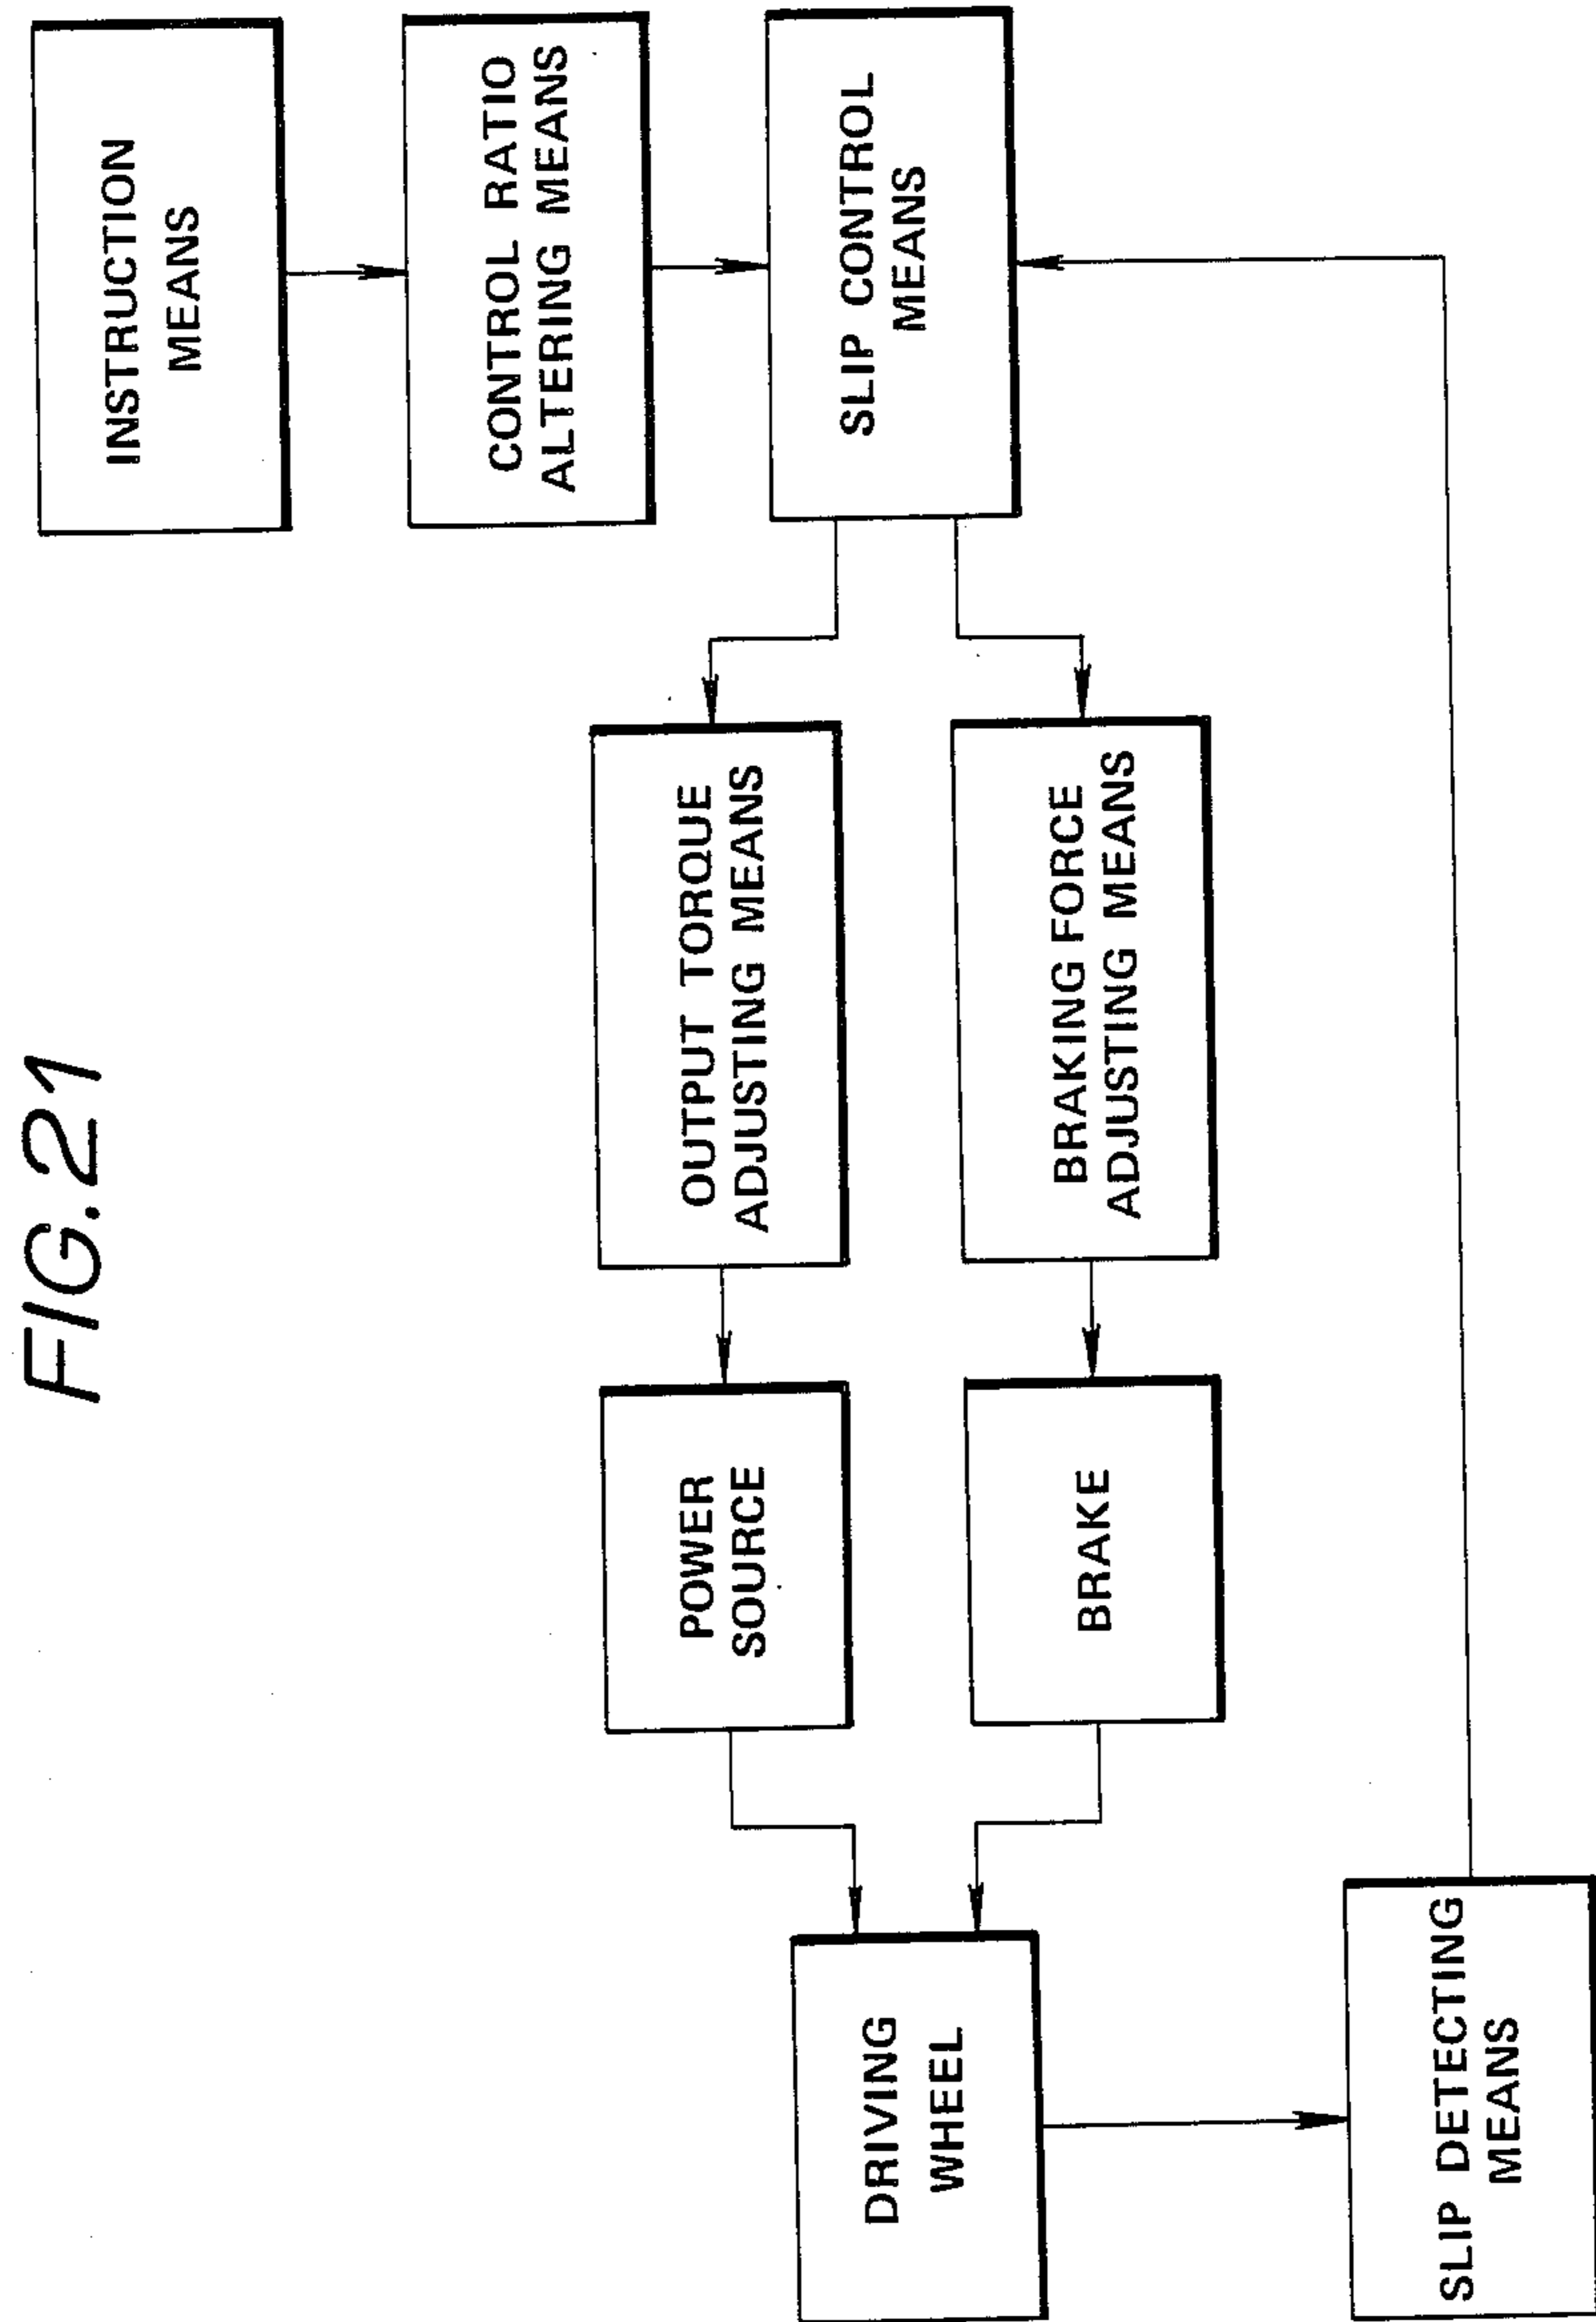 FIG.21
INSTRUCTION
MEANS
CONTROL RATIO
ALTERING MEANS
SLIP CONTROL
MEANS
OUTPUT TORQUE
ADJUSTING MEANS
BRAKING FORCE
ADJUSTING MEANS
POWER
SOURCE
BRAKE
DRIVING
WHEEL
SLIP DETECTING
MEANS